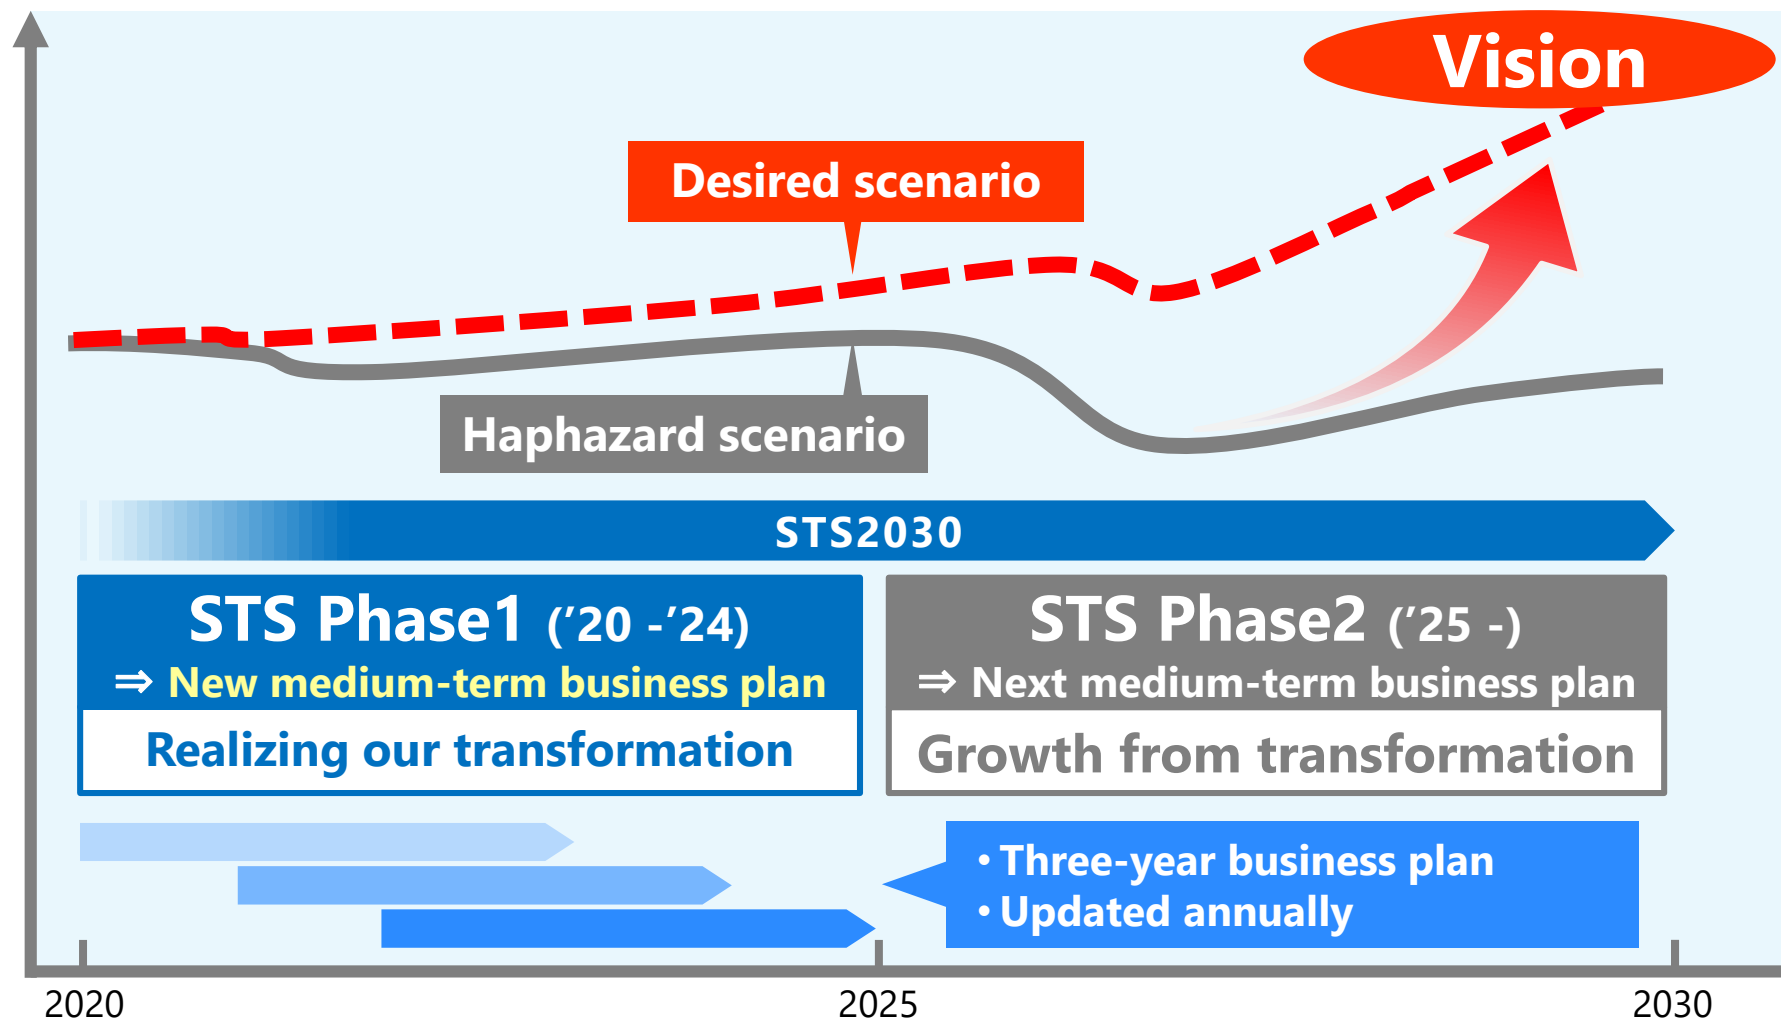 Vision
Desired scenario
Haphazard scenario
STS2030
STS Phase1 (’20 -’24)
⇒ New medium-term business plan
Realizing our transformation
STS Phase2 (’25 -)
⇒ Next medium-term business plan
Growth from transformation
• Three-year business plan
• Updated annually
2020
2025
2030